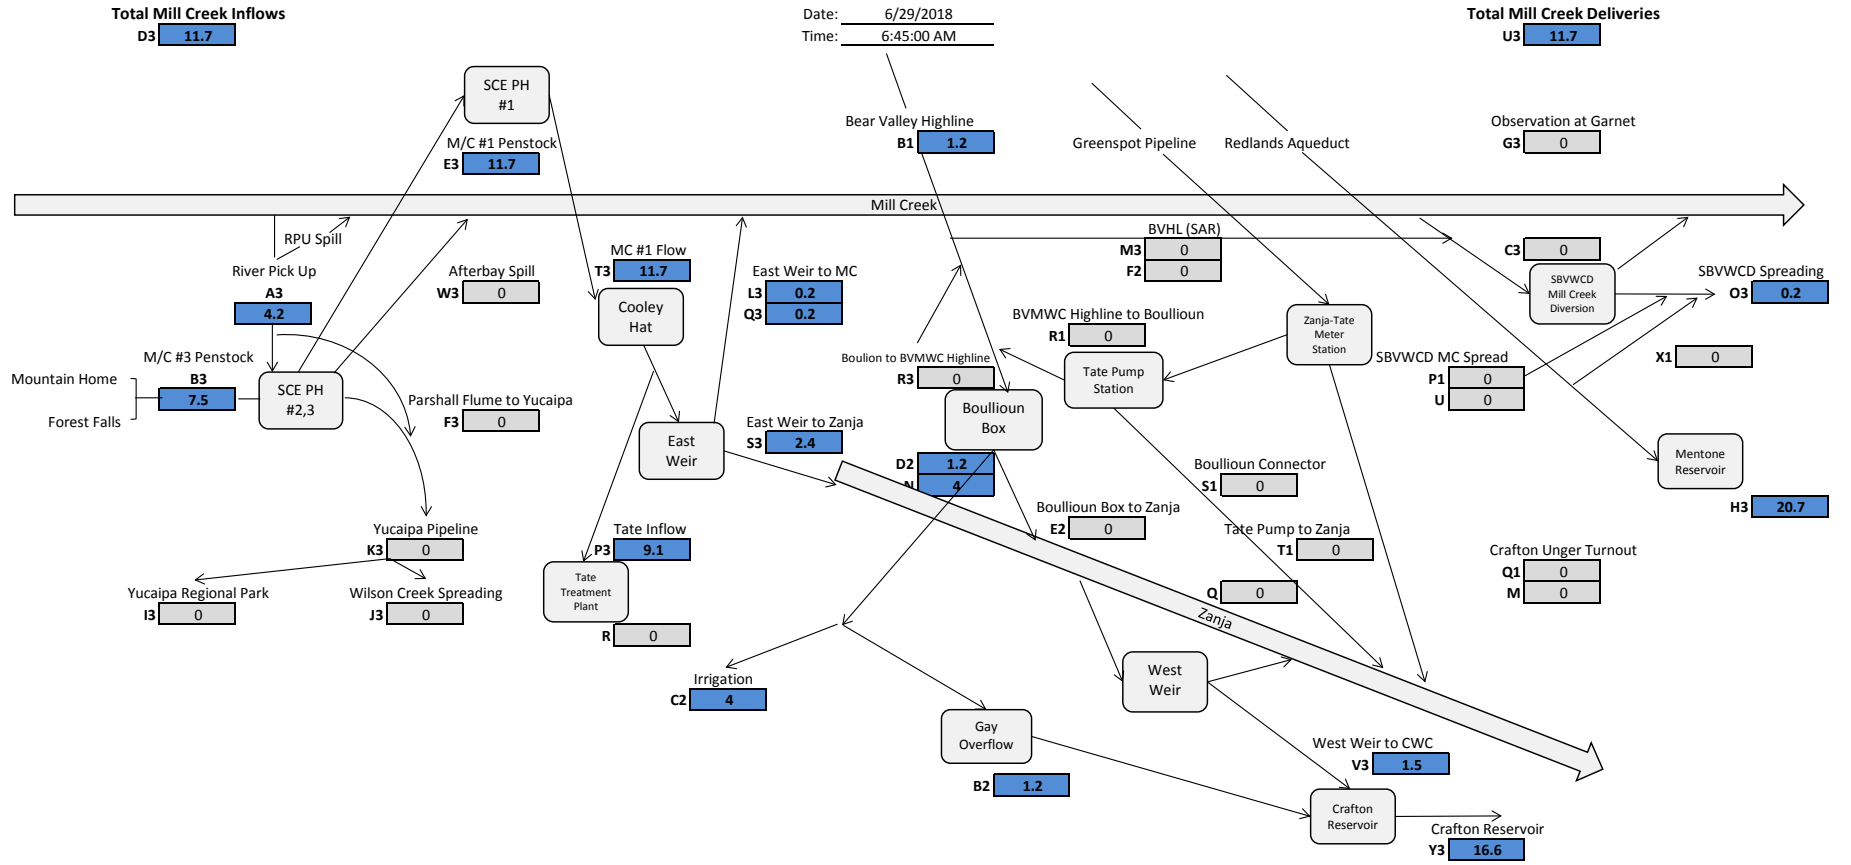 Total Mill Creek Inflows
D3 11.7
Date: 6/29/2018
Time: 6:45:00 AM
Total Mill Creek Deliveries
U3 11.7
SCE PH
#1
M/C #1 Penstock
E3 11.7
Bear Valley Highline
B1 1.2
Greenspot Pipeline
Redlands Aqueduct
Observation at Garnet
G3 0
Mill Creek
RPU Spill
River Pick Up
A3
4.2
Afterbay Spill
W3 0
MC #1 Flow
T3 11.7
Cooley
Hat
East Weir to MC
L3 0.2
Q3 0.2
BVHL (SAR)
M3 0
F2 0
C3 0
SBVWCD
Mill Creek
Diversion
SBVWCD Spreading
O3 0.2
BVMWC Highline to Boullioun
R1 0
Zanja-Tate
Meter
Station
Boulion to BVMWC Highline
R3 0
Tate Pump
Station
SBVWCD MC Spread
P1 0
U 0
X1 0
M/C #3 Penstock
B3
7.5
Mountain Home
Forest Falls
SCE PH
#2,3
Parshall Flume to Yucaipa
F3 0
East
Weir
East Weir to Zanja
S3 2.4
Boullioun
Box
D2 1.2
N 4
Boullioun Connector
S1 0
Mentone
Reservoir
H3 20.7
Boullioun Box to Zanja
E2 0
Tate Pump to Zanja
T1 0
Yucaipa Pipeline
K3 0
Tate Inflow
P3 9.1
Tate
Treatment
Plant
R 0
Crafton Unger Turnout
Q1 0
M 0
Yucaipa Regional Park
I3 0
Wilson Creek Spreading
J3 0
Q 0
Zanja
Irrigation
C2 4
West
Weir
Gay
Overflow
B2 1.2
West Weir to CWC
V3 1.5
Crafton
Reservoir
Crafton Reservoir
Y3 16.6